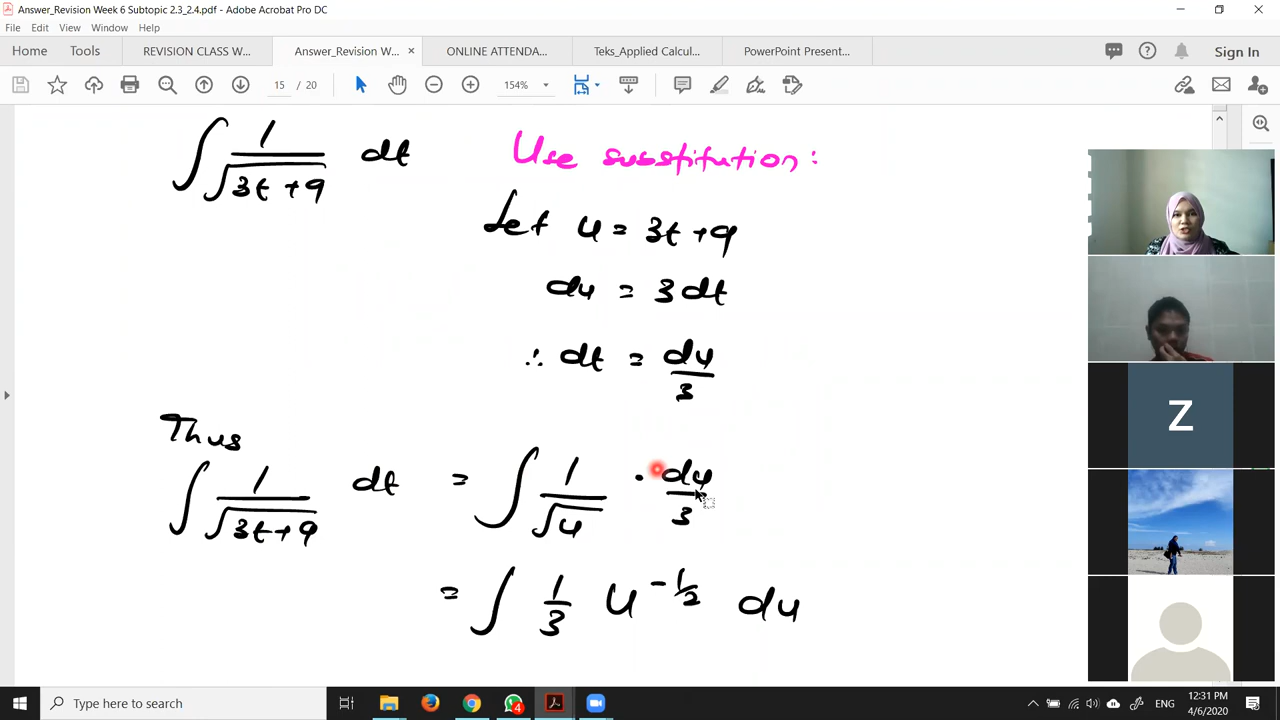 Answer_Revision Week 6 Subtopic 2.3_2.4.pdf - Adobe Acrobat Pro DC
File Edit View Window Help
Home Tools REVISION CLASS W... Answer_Revision W... × ONLINE ATTENDA... Teks_Applied Calcul... PowerPoint Present... Sign In
15 / 20 154%
∫ 1/√(3t+9) dt Use substitution:
Let u = 3t+9
du = 3dt
∴ dt = du/3
Thus
∫ 1/√(3t+9) dt = ∫ 1/√u · du/3
= ∫ 1/3 u^(-1/2) du
Z
Type here to search
4
ENG
12:31 PM
4/6/2020